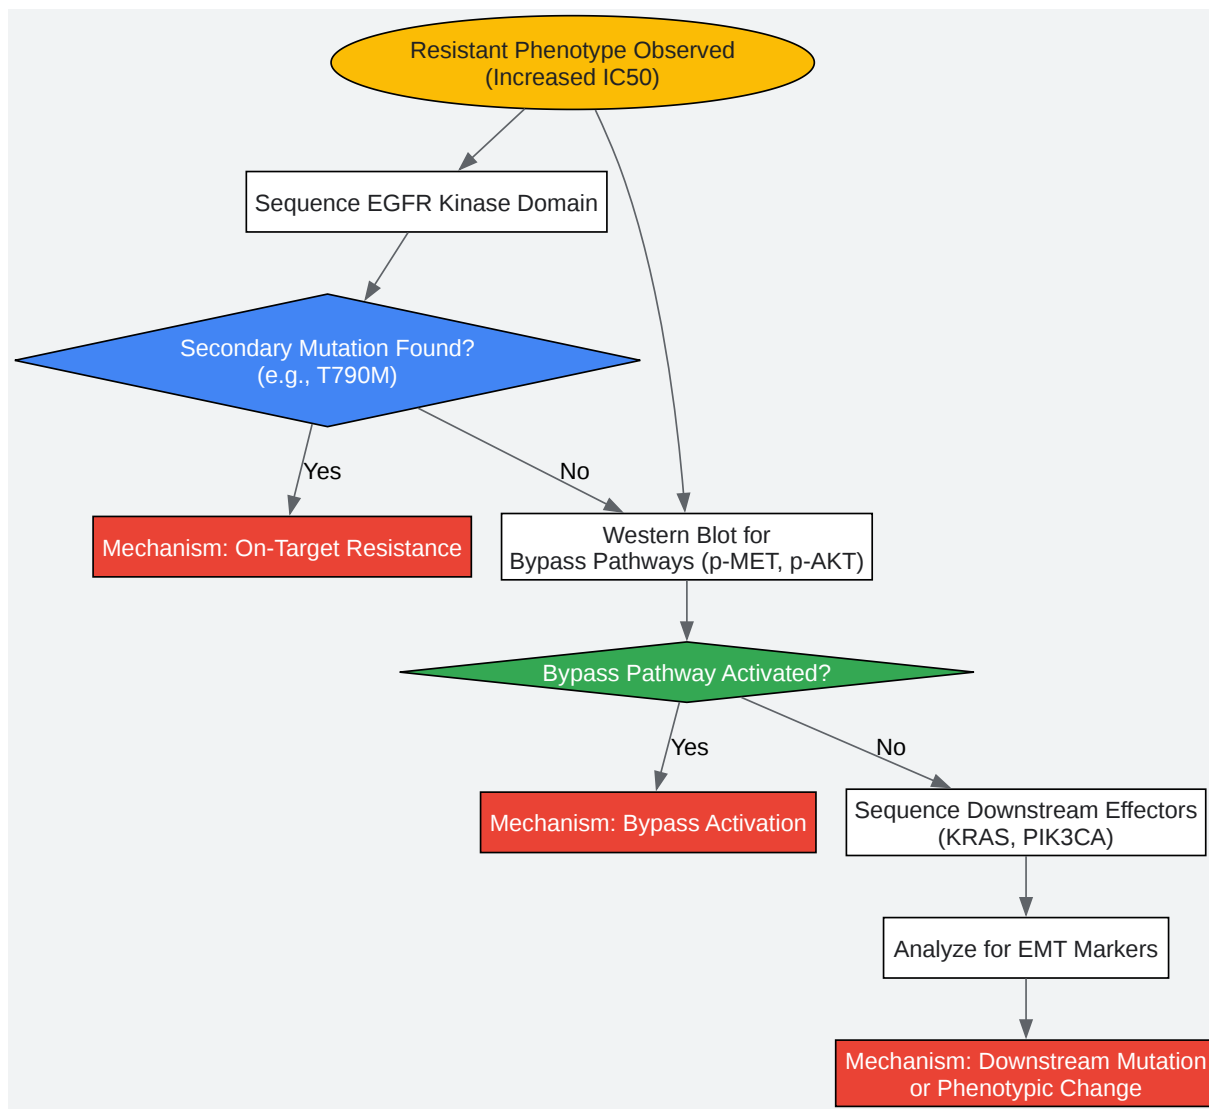 Resistant Phenotype Observed
(Increased IC50)
Sequence EGFR Kinase Domain
Secondary Mutation Found?
(e.g., T790M)
Yes
No
Mechanism: On-Target Resistance
Western Blot for
Bypass Pathways (p-MET, p-AKT)
Bypass Pathway Activated?
Yes
No
Mechanism: Bypass Activation
Sequence Downstream Effectors
(KRAS, PIK3CA)
Analyze for EMT Markers
Mechanism: Downstream Mutation
or Phenotypic Change